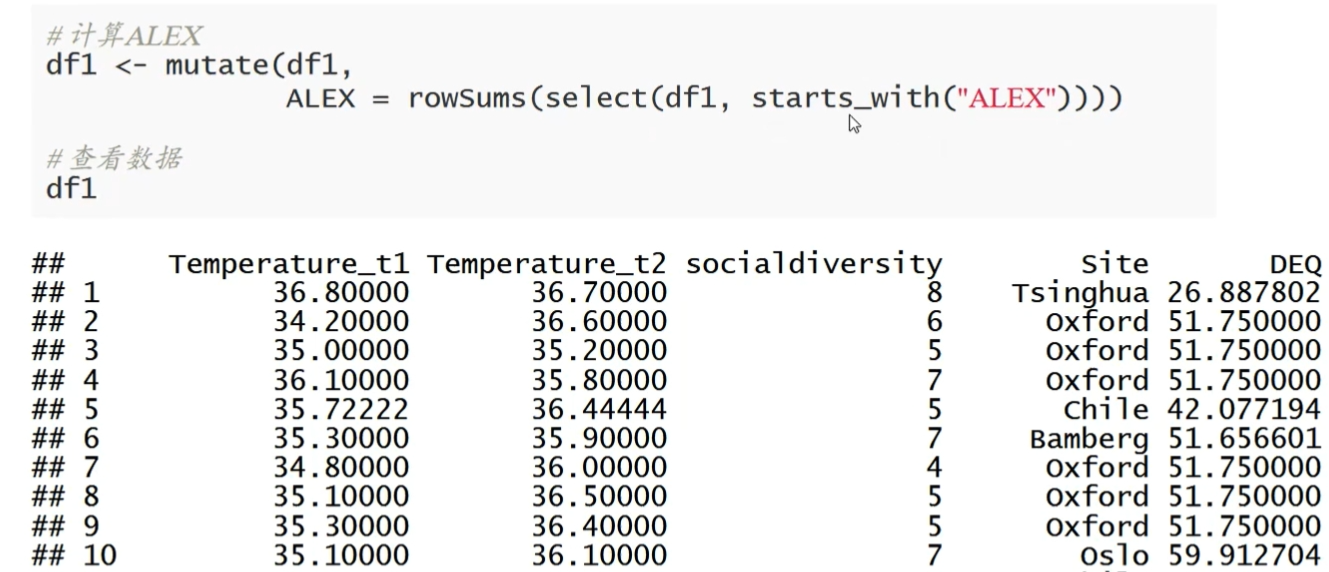 # 计算ALEX
df1 <- mutate(df1,
ALEX = rowSums(select(df1, starts_with("ALEX"))))
# 查看数据
df1
## Temperature_t1 Temperature_t2 socialdiversity Site DEQ
## 1 36.80000 36.70000 8 Tsinghua 26.887802
## 2 34.20000 36.60000 6 Oxford 51.750000
## 3 35.00000 35.20000 5 Oxford 51.750000
## 4 36.10000 35.80000 7 Oxford 51.750000
## 5 35.72222 36.44444 5 Chile 42.077194
## 6 35.30000 35.90000 7 Bamberg 51.656601
## 7 34.80000 36.00000 4 Oxford 51.750000
## 8 35.10000 36.50000 5 Oxford 51.750000
## 9 35.30000 36.40000 5 Oxford 51.750000
## 10 35.10000 36.10000 7 Oslo 59.912704